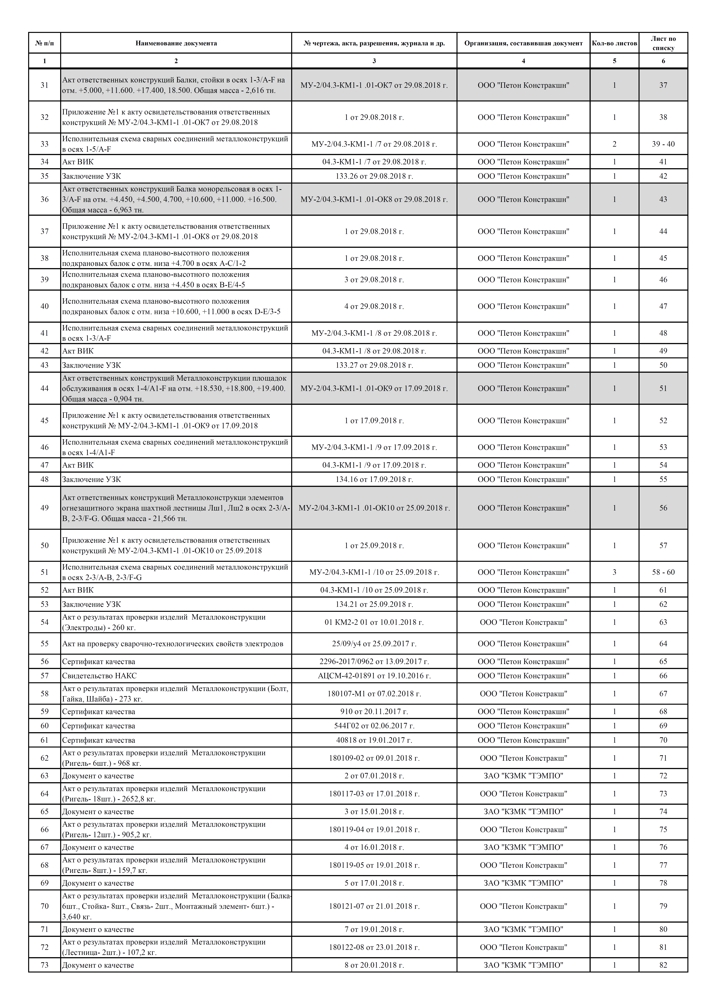 № п/п Наименование документа № чертежа, акта, разрешения, журнала и др. Организация, составившая документ Кол-во листов Лист по
списку
1 2 3 4 5 6
31 Акт ответственных конструкций Балки, стойки в осях 1-3/A-F на
отм. +5.000, +11.600. +17.400, 18.500. Общая масса - 2,616 тн. МУ-2/04.3-КМ1-1 .01-ОК7 от 29.08.2018 г. ООО "Петон Констракшн" 1 37
32 Приложение №1 к акту освидетельствования ответственных
конструкций № МУ-2/04.3-КМ1-1 .01-ОК7 от 29.08.2018 1 от 29.08.2018 г. ООО "Петон Констракшн" 1 38
33 Исполнительная схема сварных соединений металлоконструкций
в осях 1-5/A-F МУ-2/04.3-КМ1-1 /7 от 29.08.2018 г. ООО "Петон Констракшн" 2 39 - 40
34 Акт ВИК 04.3-КМ1-1 /7 от 29.08.2018 г. ООО "Петон Констракшн" 1 41
35 Заключение УЗК 133.26 от 29.08.2018 г. ООО "Петон Констракшн" 1 42
36 Акт ответственных конструкций Балка монорельсовая в осях 1-
3/A-F на отм. +4.450, +4.500, 4.700, +10.600, +11.000. +16.500.
Общая масса - 6,963 тн. МУ-2/04.3-КМ1-1 .01-ОК8 от 29.08.2018 г. ООО "Петон Констракшн" 1 43
37 Приложение №1 к акту освидетельствования ответственных
конструкций № МУ-2/04.3-КМ1-1 .01-ОК8 от 29.08.2018 1 от 29.08.2018 г. ООО "Петон Констракшн" 1 44
38 Исполнительная схема планово-высотного положения
подкрановых балок с отм. низа +4.700 в осях A-C/1-2 1 от 29.08.2018 г. ООО "Петон Констракшн" 1 45
39 Исполнительная схема планово-высотного положения
подкрановых балок с отм. низа +4.450 в осях B-E/4-5 3 от 29.08.2018 г. ООО "Петон Констракшн" 1 46
40 Исполнительная схема планово-высотного положения
подкрановых балок с отм. низа +10.600, +11.000 в осях D-E/3-5 4 от 29.08.2018 г. ООО "Петон Констракшн" 1 47
41 Исполнительная схема сварных соединений металлоконструкций
в осях 1-3/A-F МУ-2/04.3-КМ1-1 /8 от 29.08.2018 г. ООО "Петон Констракшн" 1 48
42 Акт ВИК 04.3-КМ1-1 /8 от 29.08.2018 г. ООО "Петон Констракшн" 1 49
43 Заключение УЗК 133.27 от 29.08.2018 г. ООО "Петон Констракшн" 1 50
44 Акт ответственных конструкций Металлоконструкции площадок
обслуживания в осях 1-4/A1-F на отм. +18.530, +18.800, +19.400.
Общая масса - 0,904 тн. МУ-2/04.3-КМ1-1 .01-ОК9 от 17.09.2018 г. ООО "Петон Констракшн" 1 51
45 Приложение №1 к акту освидетельствования ответственных
конструкций № МУ-2/04.3-КМ1-1 .01-ОК9 от 17.09.2018 1 от 17.09.2018 г. ООО "Петон Констракшн" 1 52
46 Исполнительная схема сварных соединений металлоконструкций
в осях 1-4/A1-F МУ-2/04.3-КМ1-1 /9 от 17.09.2018 г. ООО "Петон Констракшн" 1 53
47 Акт ВИК 04.3-КМ1-1 /9 от 17.09.2018 г. ООО "Петон Констракшн" 1 54
48 Заключение УЗК 134.16 от 17.09.2018 г. ООО "Петон Констракшн" 1 55
49 Акт ответственных конструкций Металлоконструкци элементов
огнезащитного экрана шахтной лестницы Лш1, Лш2 в осях 2-3/A-
B, 2-3/F-G. Общая масса - 21,566 тн. МУ-2/04.3-КМ1-1 .01-ОК10 от 25.09.2018 г. ООО "Петон Констракшн" 1 56
50 Приложение №1 к акту освидетельствования ответственных
конструкций № МУ-2/04.3-КМ1-1 .01-ОК10 от 25.09.2018 1 от 25.09.2018 г. ООО "Петон Констракшн" 1 57
51 Исполнительная схема сварных соединений металлоконструкций
в осях 2-3/A-B, 2-3/F-G МУ-2/04.3-КМ1-1 /10 от 25.09.2018 г. ООО "Петон Констракшн" 3 58 - 60
52 Акт ВИК 04.3-КМ1-1 /10 от 25.09.2018 г. ООО "Петон Констракшн" 1 61
53 Заключение УЗК 134.21 от 25.09.2018 г. ООО "Петон Констракшн" 1 62
54 Акт о результатах проверки изделий Металлоконструкции
(Электроды) - 260 кг. 01 КМ2-2 01 от 10.01.2018 г. ООО "Петон Констракш" 1 63
55 Акт на проверку сварочно-технологических свойств электродов 25/09/у4 от 25.09.2017 г. ООО "Петон Констракшн" 1 64
56 Сертификат качества 2296-2017/0962 от 13.09.2017 г. ООО "Петон Констракшн" 1 65
57 Свидетельство НАКС АЦСМ-42-01891 от 19.10.2016 г. ООО "Петон Констракшн" 1 66
58 Акт о результатах проверки изделий Металлоконструкции (Болт,
Гайка, Шайба) - 273 кг. 180107-М1 от 07.02.2018 г. ООО "Петон Констракш" 1 67
59 Сертификат качества 910 от 20.11.2017 г. ООО "Петон Констракшн" 1 68
60 Сертификат качества 544Г02 от 02.06.2017 г. ООО "Петон Констракшн" 1 69
61 Сертификат качества 40818 от 19.01.2017 г. ООО "Петон Констракшн" 1 70
62 Акт о результатах проверки изделий Металлоконструкции
(Ригель- 6шт.) - 968 кг. 180109-02 от 09.01.2018 г. ООО "Петон Констракш" 1 71
63 Документ о качестве 2 от 07.01.2018 г. ЗАО "КЗМК "ТЭМПО" 1 72
64 Акт о результатах проверки изделий Металлоконструкции
(Ригель- 18шт.) - 2652,8 кг. 180117-03 от 17.01.2018 г. ООО "Петон Констракш" 1 73
65 Документ о качестве 3 от 15.01.2018 г. ЗАО "КЗМК "ТЭМПО" 1 74
66 Акт о результатах проверки изделий Металлоконструкции
(Ригель- 12шт.) - 905,2 кг. 180119-04 от 19.01.2018 г. ООО "Петон Констракш" 1 75
67 Документ о качестве 4 от 16.01.2018 г. ЗАО "КЗМК "ТЭМПО" 1 76
68 Акт о результатах проверки изделий Металлоконструкции
(Ригель- 8шт.) - 159,7 кг. 180119-05 от 19.01.2018 г. ООО "Петон Констракш" 1 77
69 Документ о качестве 5 от 17.01.2018 г. ЗАО "КЗМК "ТЭМПО" 1 78
70 Акт о результатах проверки изделий Металлоконструкции (Балка-
6шт., Стойка- 8шт., Связь- 2шт., Монтажный элемент- 6шт.) -
3,640 кг. 180121-07 от 21.01.2018 г. ООО "Петон Констракш" 1 79
71 Документ о качестве 7 от 19.01.2018 г. ЗАО "КЗМК "ТЭМПО" 1 80
72 Акт о результатах проверки изделий Металлоконструкции
(Лестница- 2шт.) - 107,2 кг. 180122-08 от 23.01.2018 г. ООО "Петон Констракш" 1 81
73 Документ о качестве 8 от 20.01.2018 г. ЗАО "КЗМК "ТЭМПО" 1 82